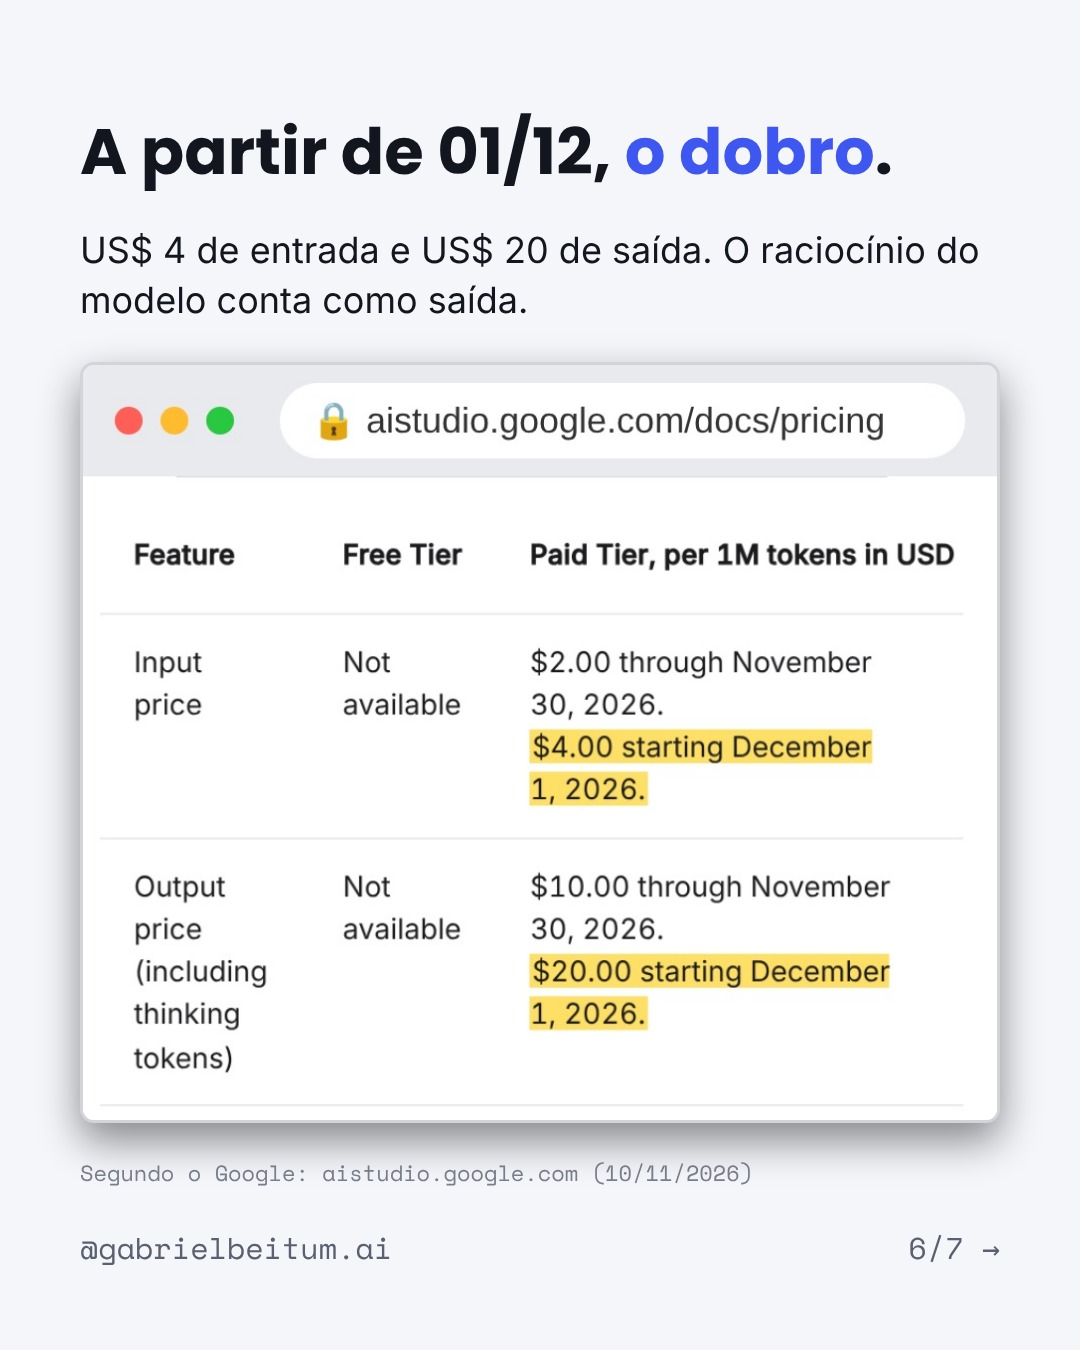 A partir de 01/12, o dobro.
US$ 4 de entrada e US$ 20 de saída. O raciocínio do
modelo conta como saída.
aistudio.google.com/docs/pricing
Feature
Free Tier
Paid Tier, per 1M tokens in USD
Input
price
Not
available
$2.00 through November
30, 2026.
$4.00 starting December
1, 2026.
Output
price
(including
thinking
tokens)
Not
available
$10.00 through November
30, 2026.
$20.00 starting December
1, 2026.
Segundo o Google: aistudio.google.com (10/11/2026)
@gabrielbeitum.ai
6/7 →